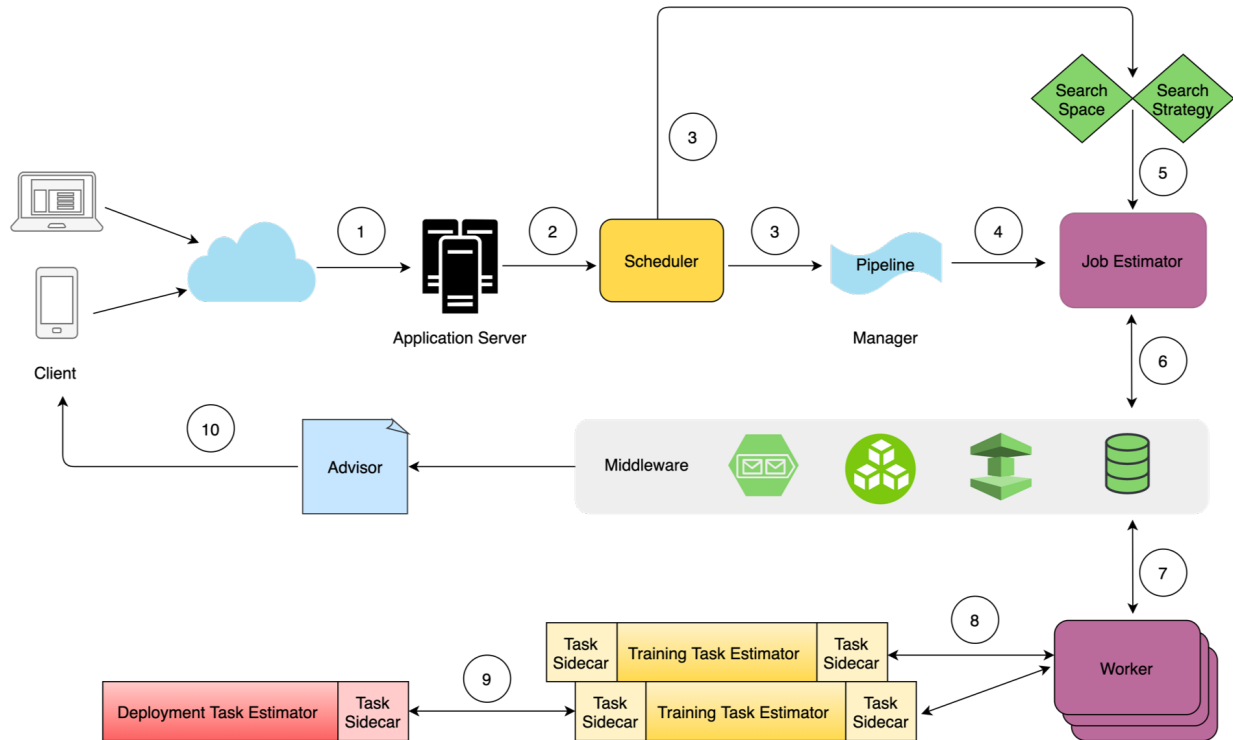 3
Search
Space
Search
Strategy
5
1
2
Scheduler
3
Pipeline
4
Job Estimator
Application Server
Manager
Client
6
10
Advisor
Middleware
7
8
Task
Sidecar
Training Task Estimator
Task
Sidecar
Worker
9
Deployment Task Estimator
Task
Sidecar
Task
Sidecar
Training Task Estimator
Task
Sidecar